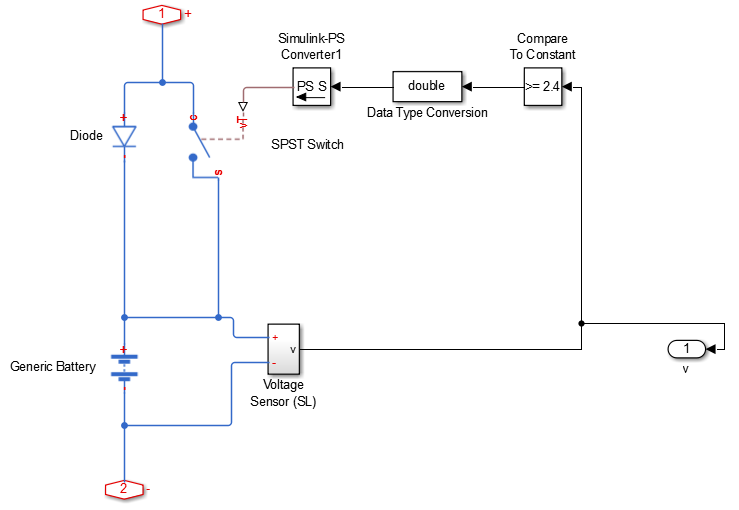 1 +
Simulink-PS
Converter1
Compare
To Constant
PS S
double
>= 2.4
Data Type Conversion
+
Diode
c
vT
SPST Switch
s
+
-
v
Voltage
Sensor (SL)
1
v
+
Generic Battery
2 -